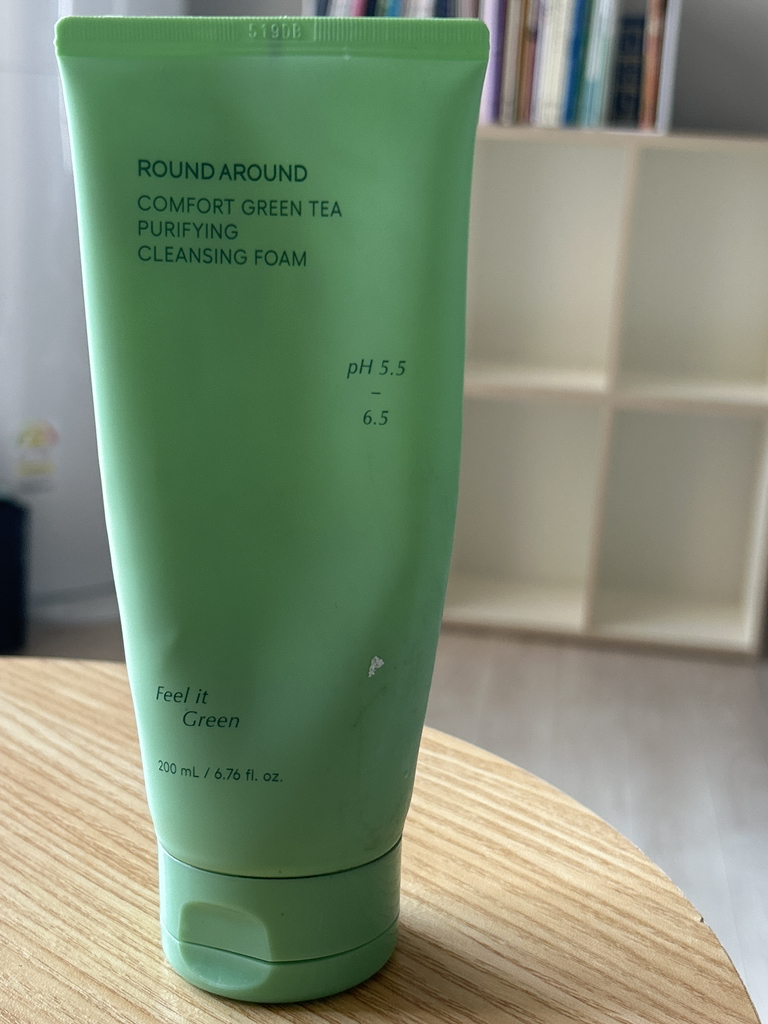 519DB
ROUND AROUND
COMFORT GREEN TEA
PURIFYING
CLEANSING FOAM
pH 5.5
–
6.5
Feel it
Green
200 mL / 6.76 fl. oz.